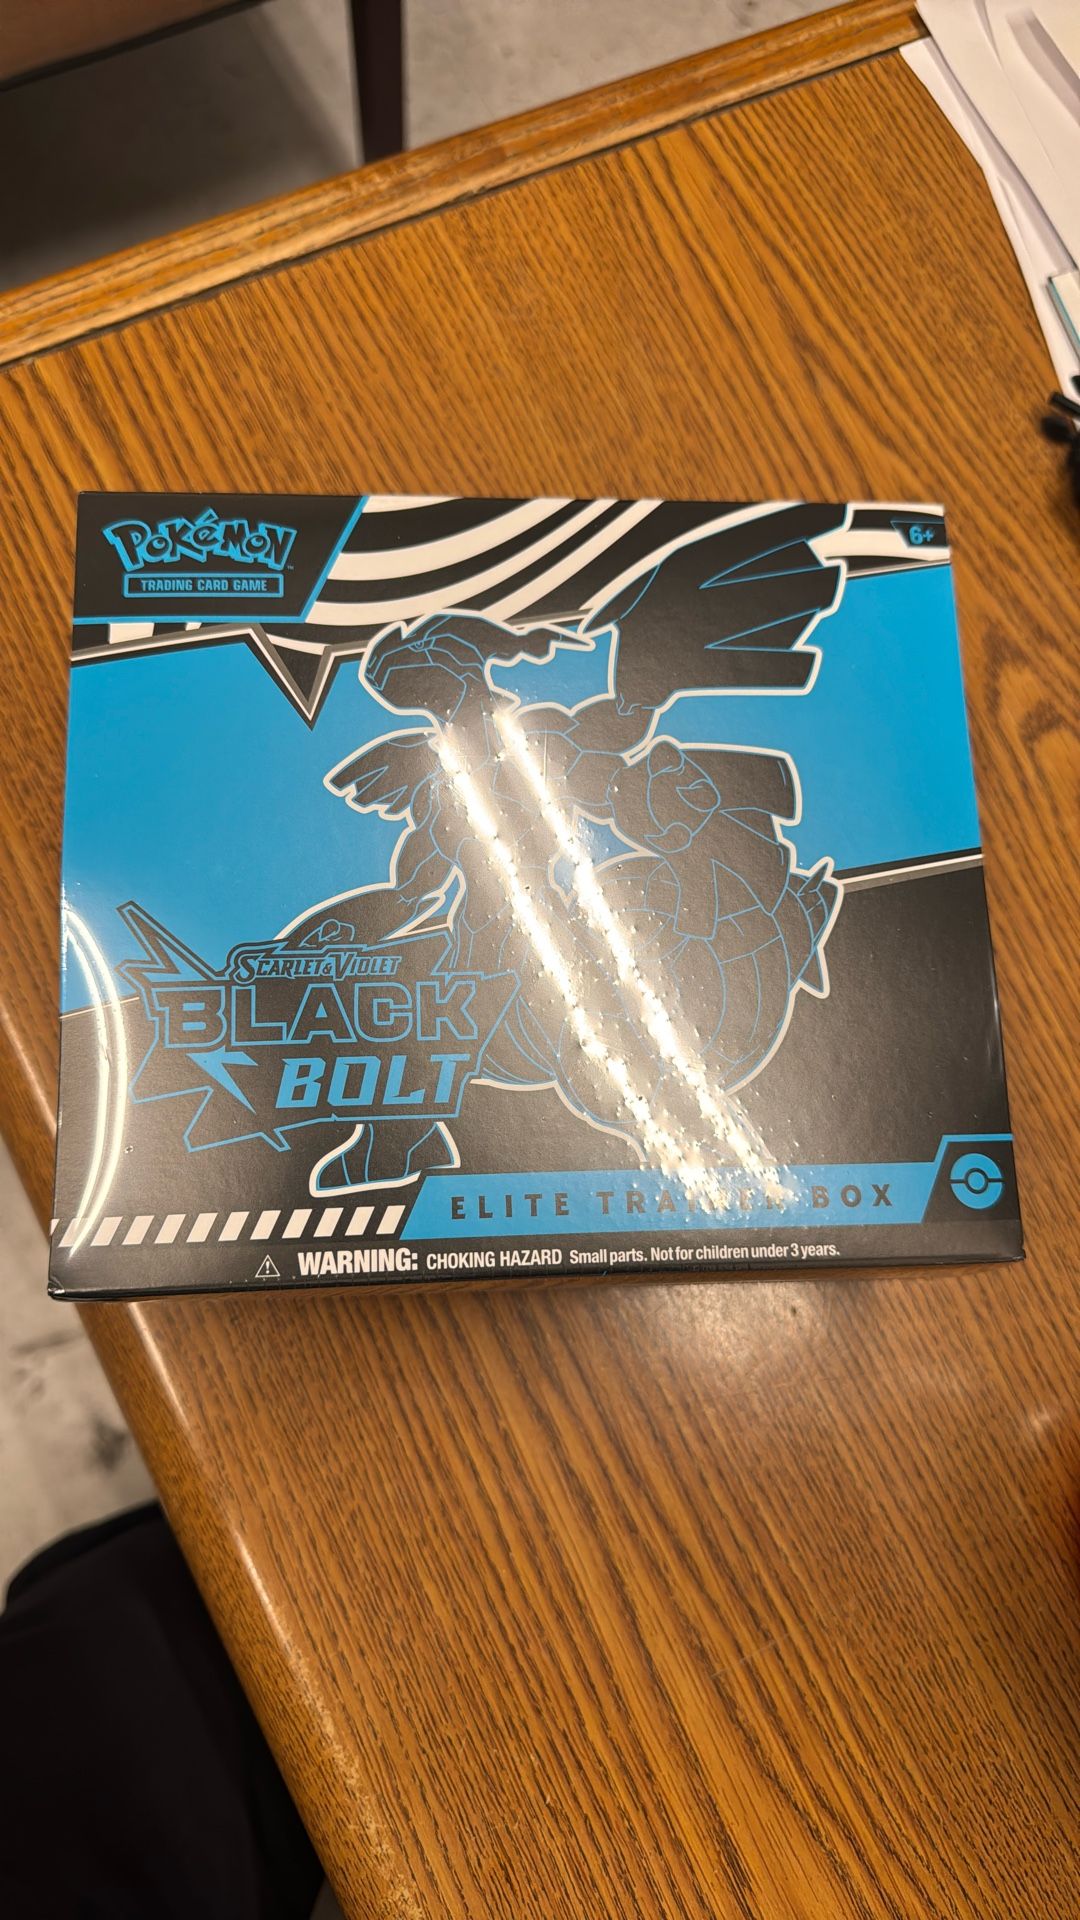 POKéMON
TRADING CARD GAME
6+
SCARLET & VIOLET
BLACK
BOLT
ELITE TRAINER BOX
WARNING: CHOKING HAZARD Small parts. Not for children under 3 years.